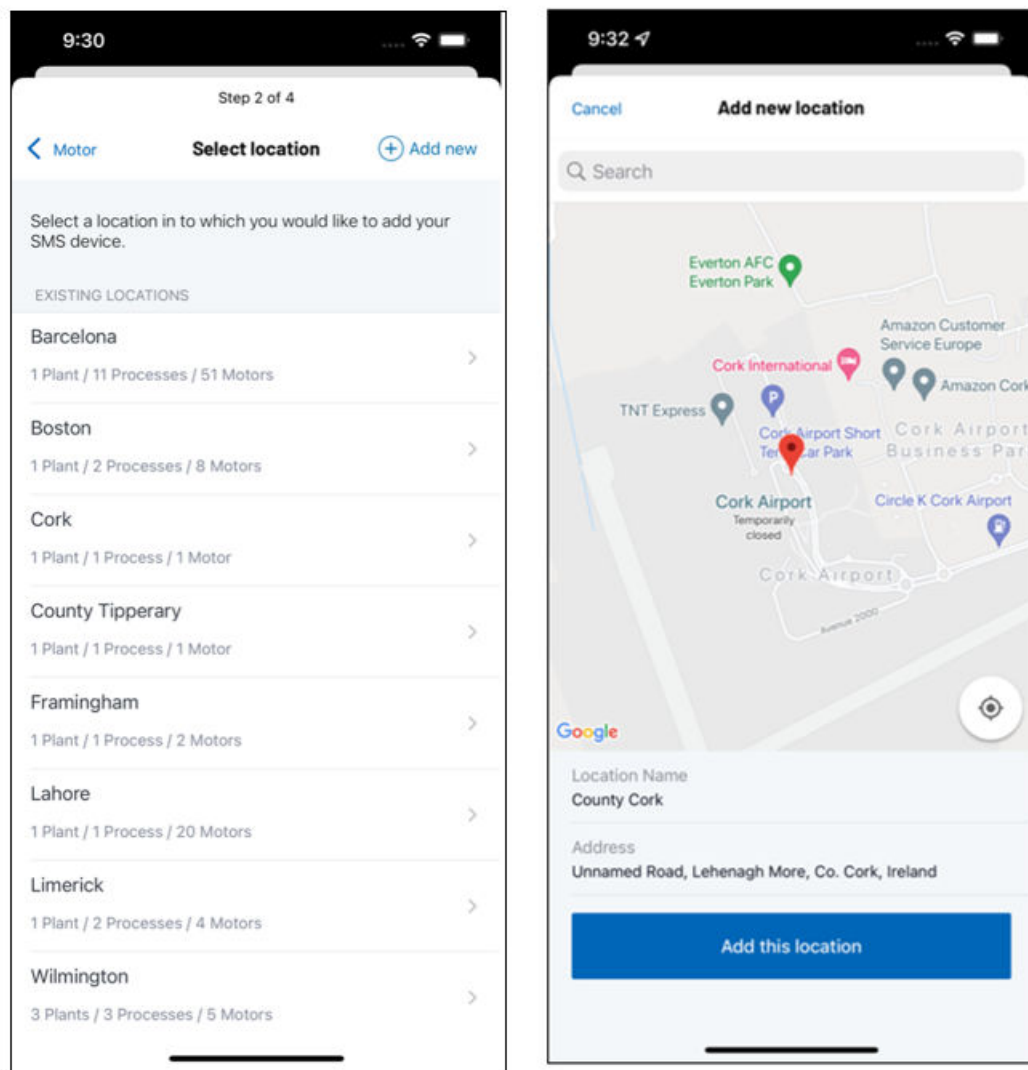 9:30
Step 2 of 4
Motor
Select location
Add new
Select a location in to which you would like to add your
SMS device.
EXISTING LOCATIONS
Barcelona
1 Plant / 11 Processes / 51 Motors
Boston
1 Plant / 2 Processes / 8 Motors
Cork
1 Plant / 1 Process / 1 Motor
County Tipperary
1 Plant / 1 Process / 1 Motor
Framingham
1 Plant / 1 Process / 2 Motors
Lahore
1 Plant / 1 Process / 20 Motors
Limerick
1 Plant / 2 Processes / 4 Motors
Wilmington
3 Plants / 3 Processes / 5 Motors
9:32
Cancel
Add new location
Search
Everton AFC
Everton Park
Amazon Customer
Service Europe
Cork International
Amazon Cork
TNT Express
P
Cork Airport Short
Term Car Park
Cork Airport
Business Par
Cork Airport
Temporarily
closed
Circle K Cork Airport
Cork Airport
Avenue 2000
Google
Location Name
County Cork
Address
Unnamed Road, Lehenagh More, Co. Cork, Ireland
Add this location